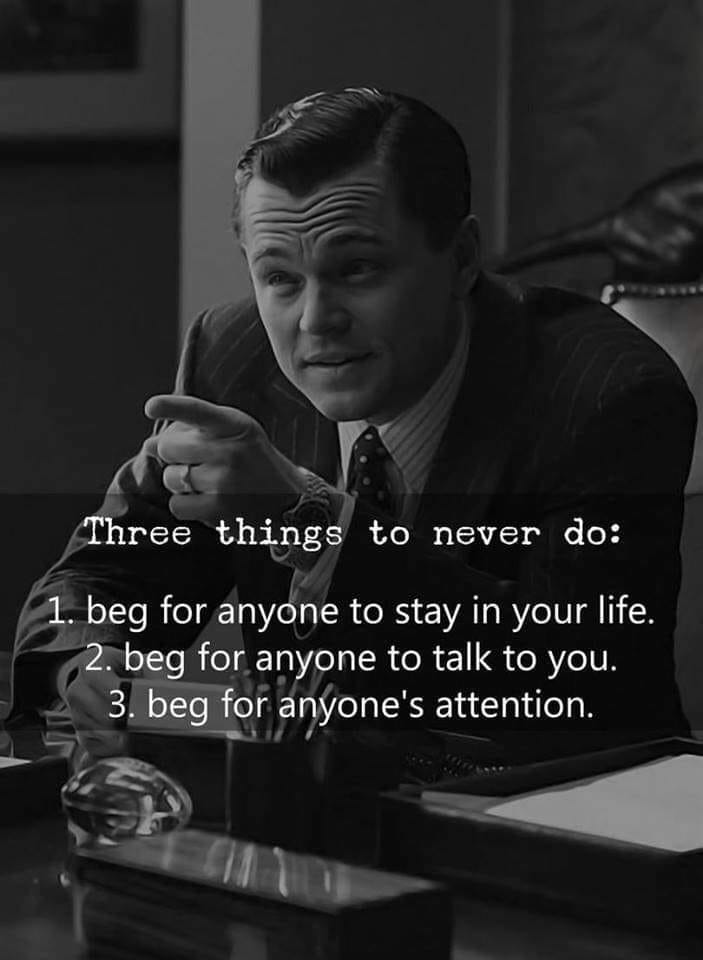 Three things to never do:
1. beg for anyone to stay in your life.
2. beg for anyone to talk to you.
3. beg for anyone's attention.